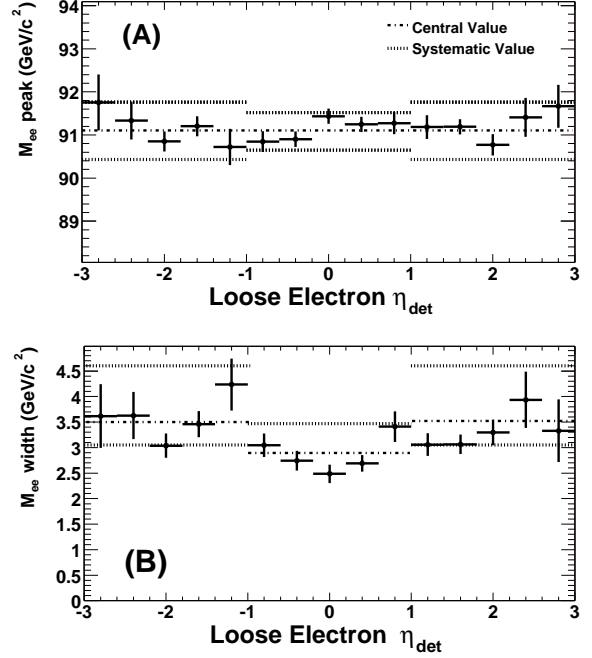 94
93
92
91
90
89
M_ee peak (GeV/c^2)
(A)
Central Value
Systematic Value
-3 -2 -1 0 1 2 3
Loose Electron η_det
4.5
4
3.5
3
2.5
2
1.5
1
0.5
0
M_ee width (GeV/c^2)
(B)
-3 -2 -1 0 1 2 3
Loose Electron η_det